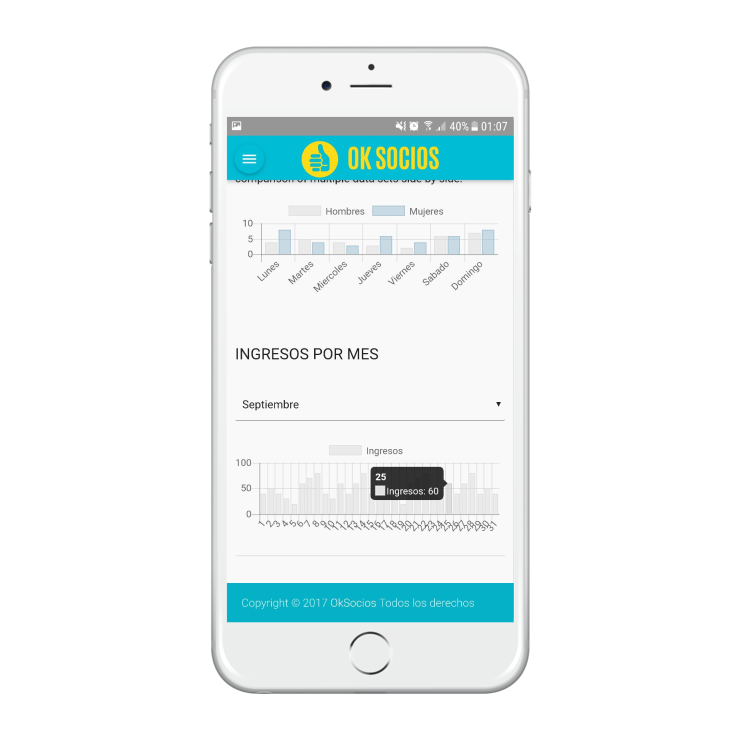 40% 01:07
OK SOCIOS
comparison of multiple data sets side by side.
Hombres Mujeres
10
5
0
Lunes Martes Miercoles Jueves Viernes Sabado Domingo
INGRESOS POR MES
Septiembre
Ingresos
100
50
0
25
Ingresos: 60
1 2 3 4 5 6 7 8 9 10 11 12 13 14 15 16 17 18 19 20 21 22 23 24 25 26 27 28 29 30 31
Copyright © 2017 OkSocios Todos los derechos